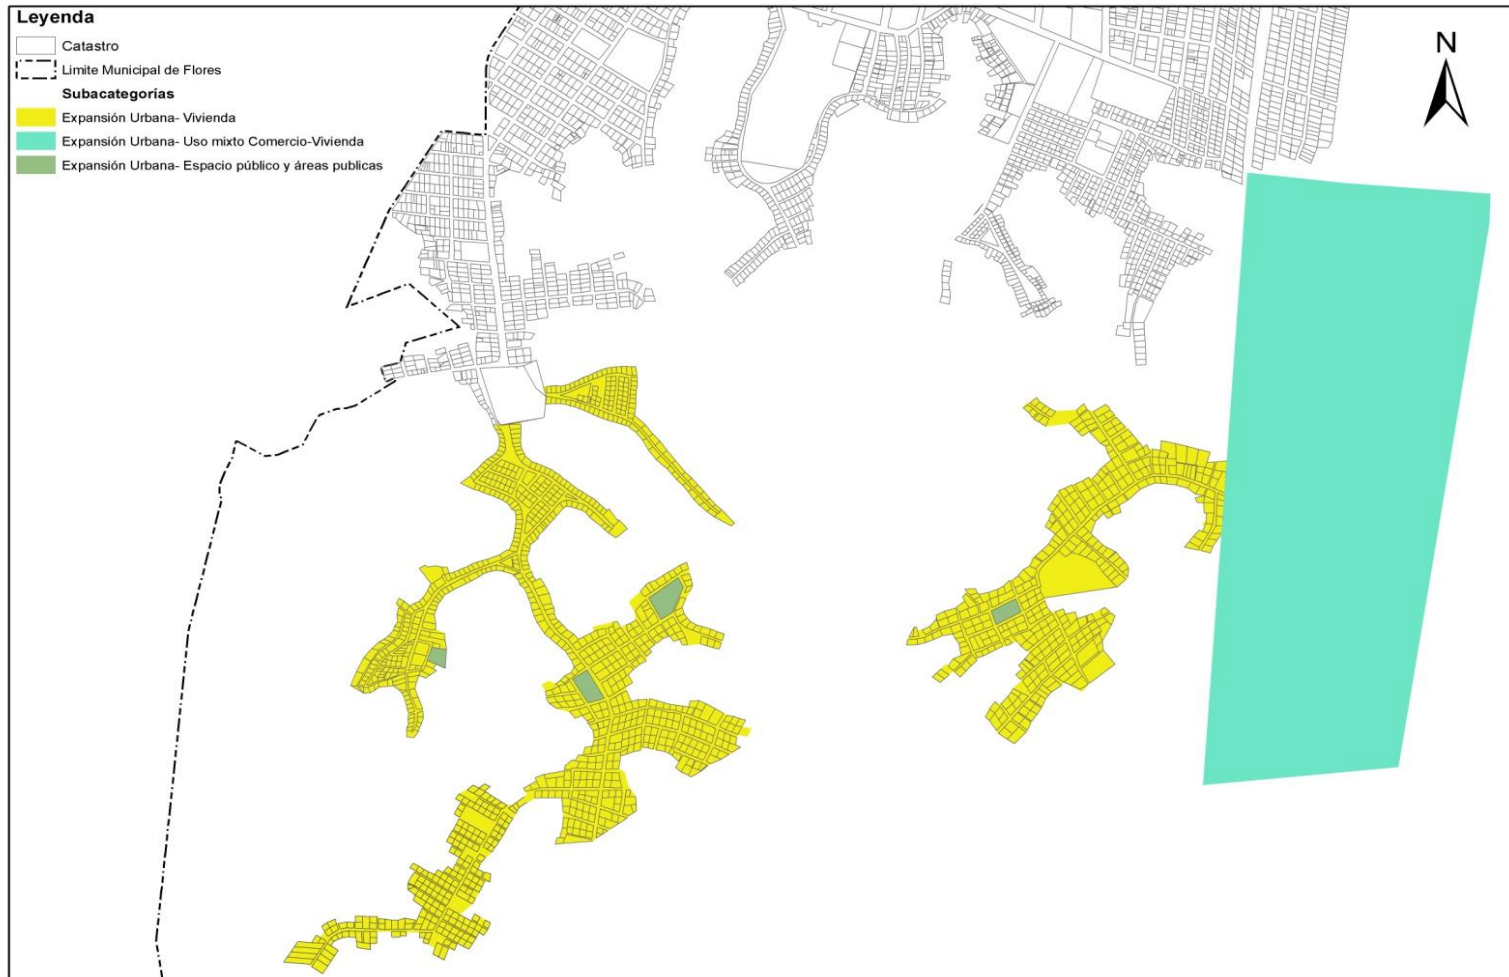 Leyenda
Catastro
Limite Municipal de Flores
Subacategorías
Expansión Urbana- Vivienda
Expansión Urbana- Uso mixto Comercio-Vivienda
Expansión Urbana- Espacio público y áreas publicas
N